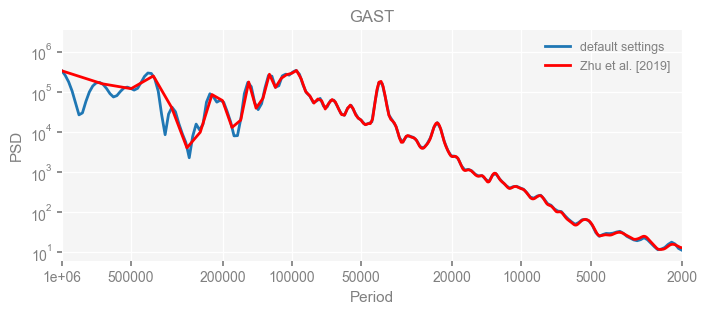 GAST
default settings
Zhu et al. [2019]
PSD
10^6
10^5
10^4
10^3
10^2
10^1
1e+06 500000 200000 100000 50000 20000 10000 5000 2000
Period